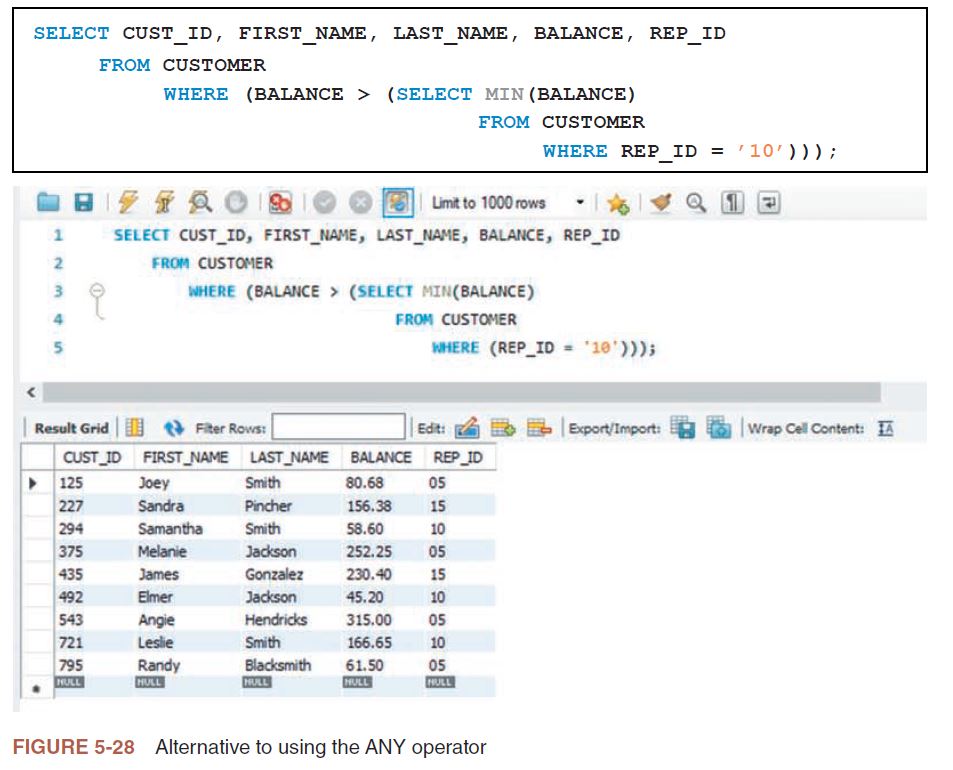 SELECT CUST_ID, FIRST_NAME, LAST_NAME, BALANCE, REP_ID
FROM CUSTOMER
WHERE (BALANCE > (SELECT MIN(BALANCE)
FROM CUSTOMER
WHERE REP_ID = '10')));
Limit to 1000 rows
1 SELECT CUST_ID, FIRST_NAME, LAST_NAME, BALANCE, REP_ID
2 FROM CUSTOMER
3 WHERE (BALANCE > (SELECT MIN(BALANCE)
4 FROM CUSTOMER
5 WHERE (REP_ID = '10')));
Result Grid Filter Rows: Edit: Export/Import: Wrap Cell Content: IA
CUST_ID FIRST_NAME LAST_NAME BALANCE REP_ID
125 Joey Smith 80.68 05
227 Sandra Pincher 156.38 15
294 Samantha Smith 58.60 10
375 Melanie Jackson 252.25 05
435 James Gonzalez 230.40 15
492 Elmer Jackson 45.20 10
543 Angie Hendricks 315.00 05
721 Leslie Smith 166.65 10
795 Randy Blacksmith 61.50 05
NULL NULL NULL NULL NULL
FIGURE 5-28 Alternative to using the ANY operator